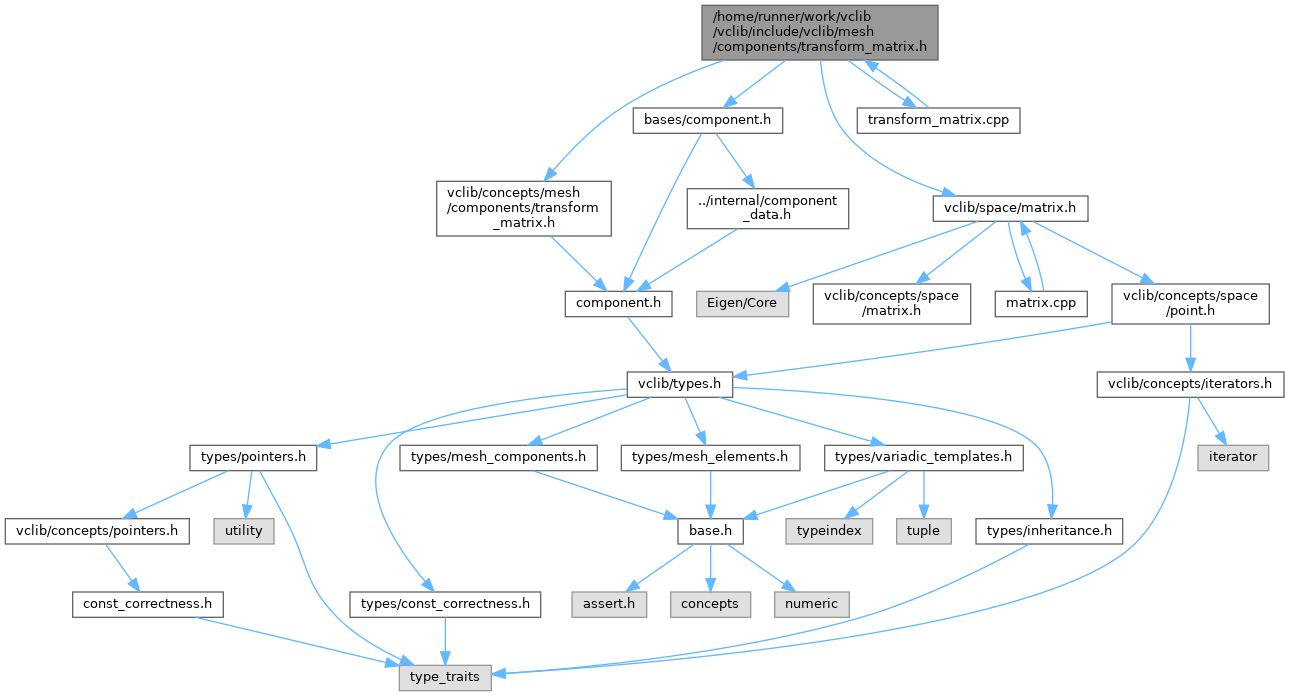 /home/runner/work/vclib
/vclib/include/vclib/mesh
/components/transform_matrix.h
bases/component.h
transform_matrix.cpp
vclib/concepts/mesh
/components/transform
_matrix.h
../internal/component
_data.h
vclib/space/matrix.h
component.h
Eigen/Core
vclib/concepts/space
/matrix.h
matrix.cpp
vclib/concepts/space
/point.h
vclib/types.h
vclib/concepts/iterators.h
types/pointers.h
types/mesh_components.h
types/mesh_elements.h
types/variadic_templates.h
iterator
vclib/concepts/pointers.h
utility
base.h
typeindex
tuple
types/inheritance.h
const_correctness.h
types/const_correctness.h
assert.h
concepts
numeric
type_traits